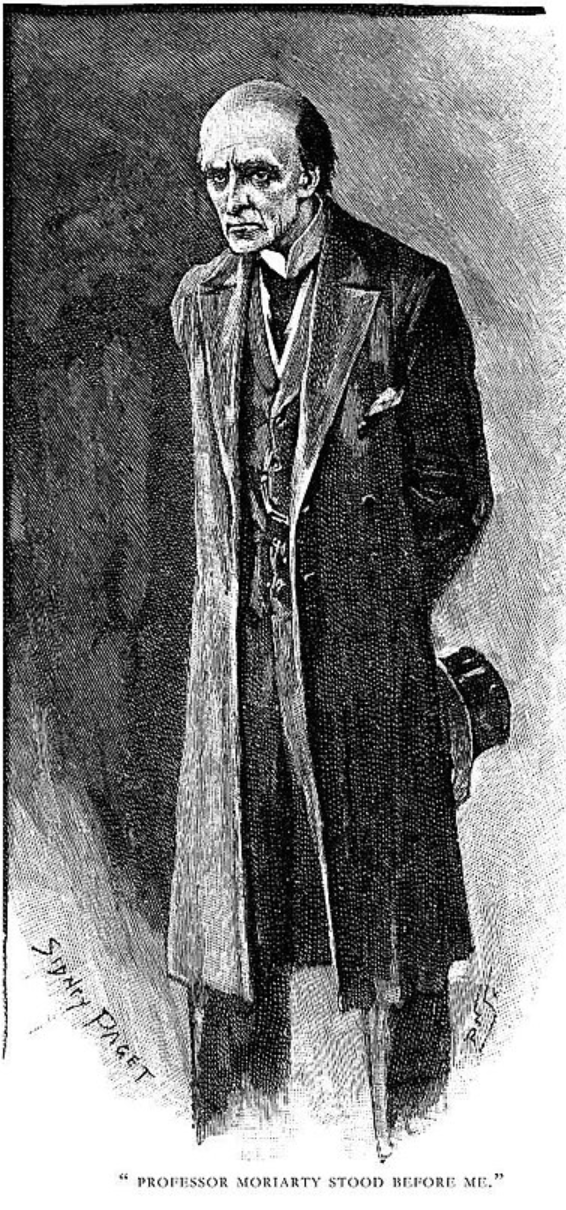 SIDNEY PAGET
“ PROFESSOR MORIARTY STOOD BEFORE ME.”